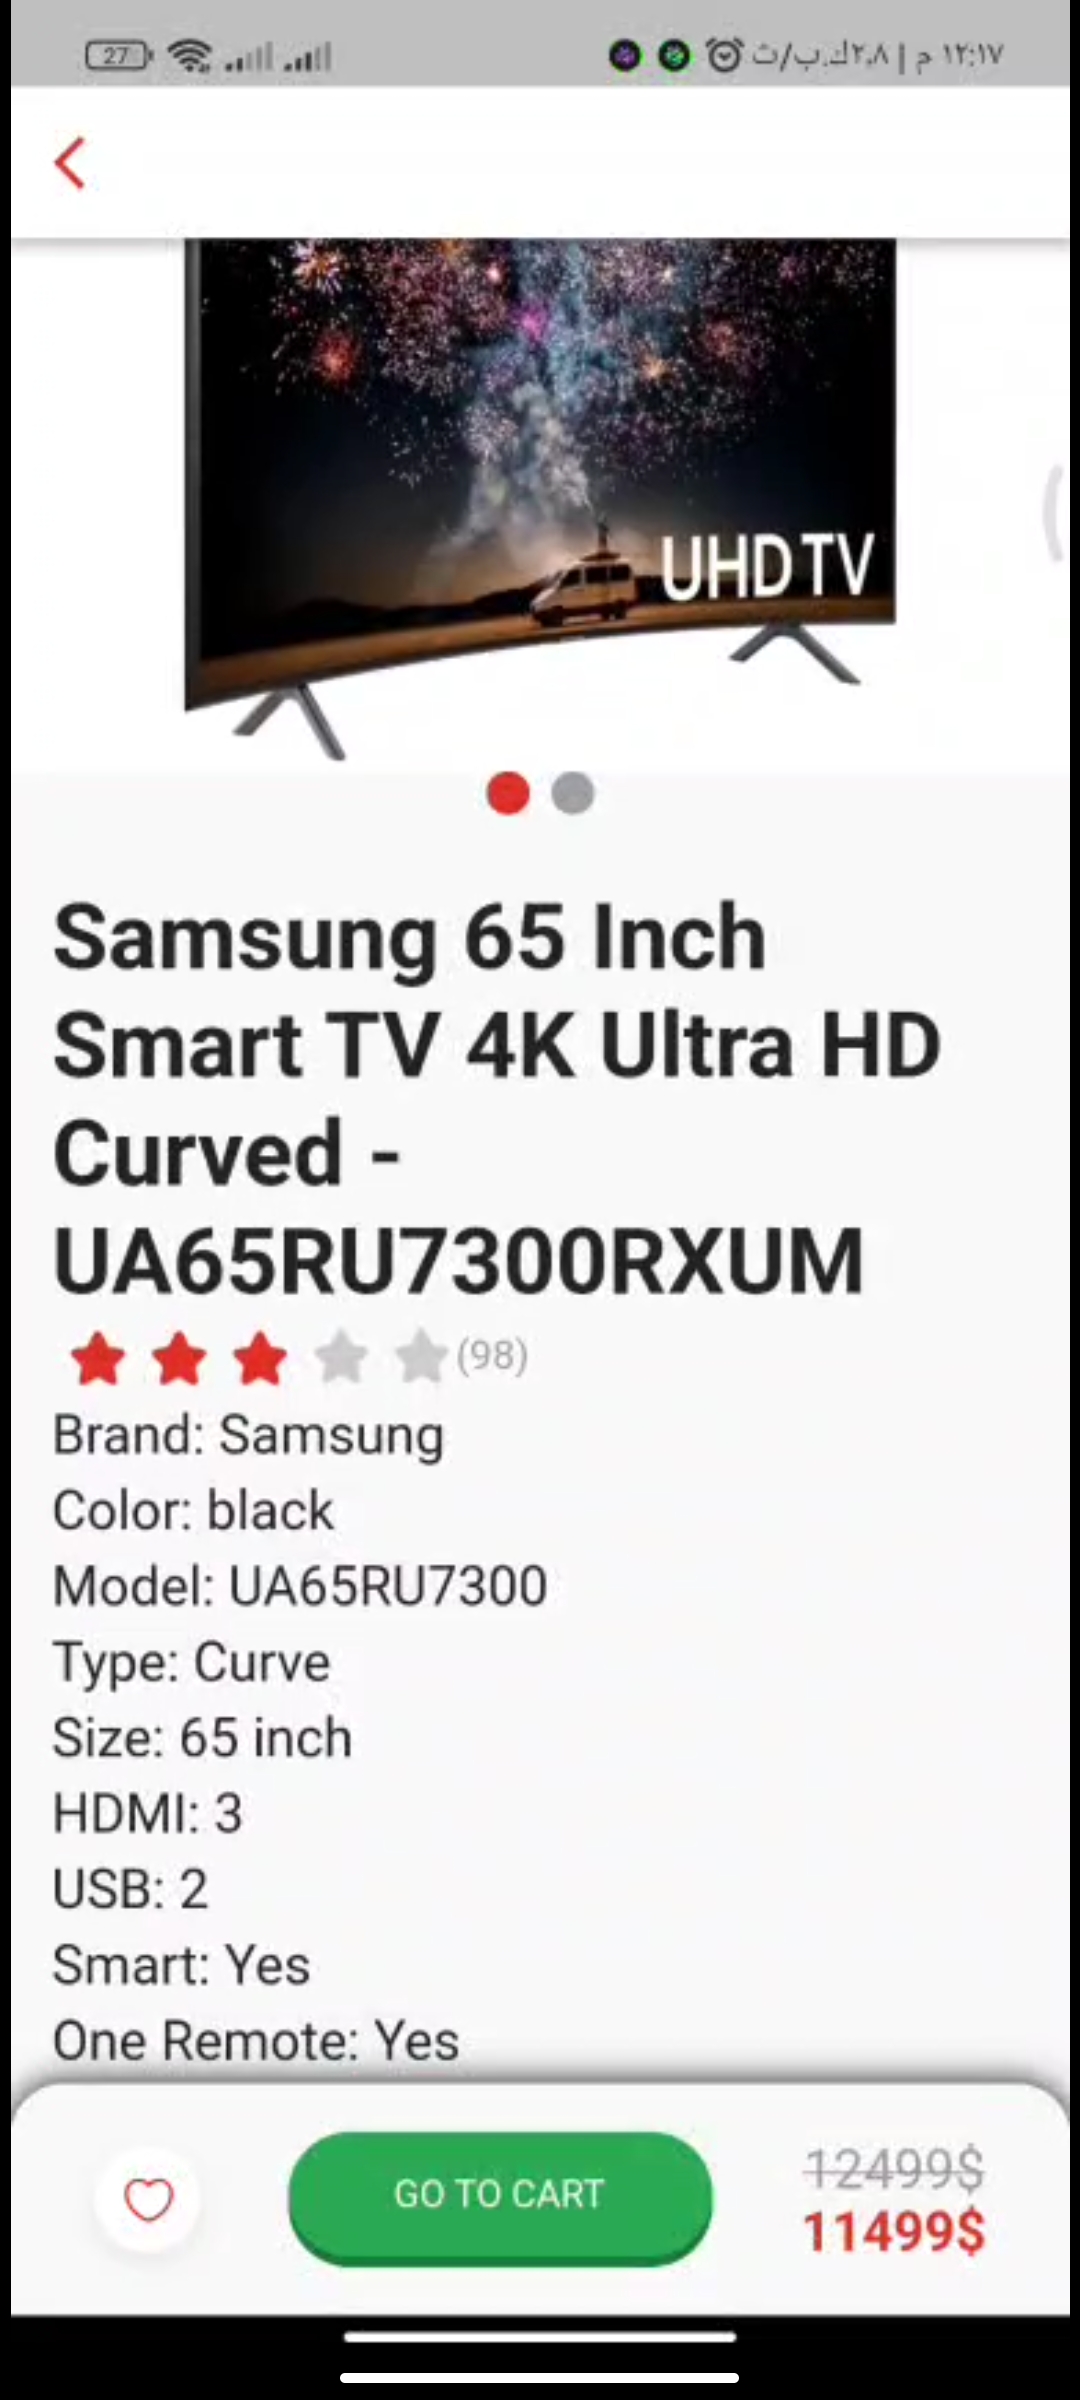 27
١٢:١٧ م | ٢,٨ك.ب/ث
UHD TV
Samsung 65 Inch
Smart TV 4K Ultra HD
Curved -
UA65RU7300RXUM
(98)
Brand: Samsung
Color: black
Model: UA65RU7300
Type: Curve
Size: 65 inch
HDMI: 3
USB: 2
Smart: Yes
One Remote: Yes
GO TO CART
12499$
11499$